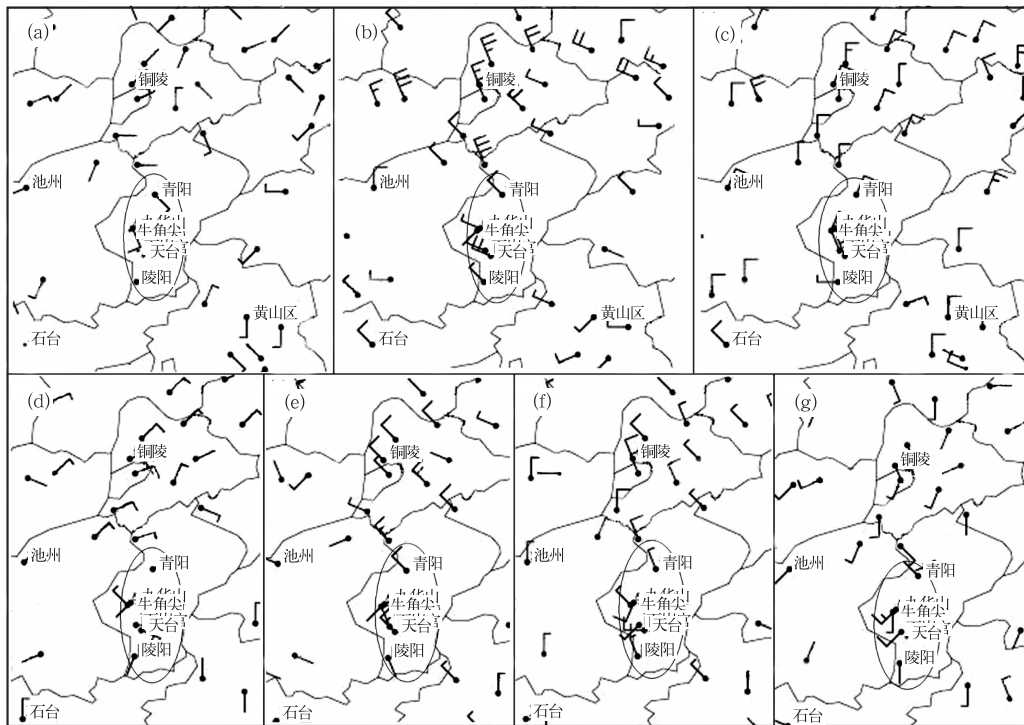 (a)
铜陵
池州
青阳
牛角尖
天台
陵阳
黄山区
石台
(b)
铜陵
池州
青阳
牛角尖
天台
陵阳
黄山区
石台
(c)
铜陵
池州
青阳
牛角尖
天台
陵阳
黄山区
石台
(d)
铜陵
池州
青阳
牛角尖
天台
陵阳
石台
(e)
铜陵
池州
青阳
牛角尖
天台
陵阳
石台
(f)
铜陵
池州
青阳
牛角尖
天台
陵阳
石台
(g)
铜陵
池州
青阳
牛角尖
天台
陵阳
石台